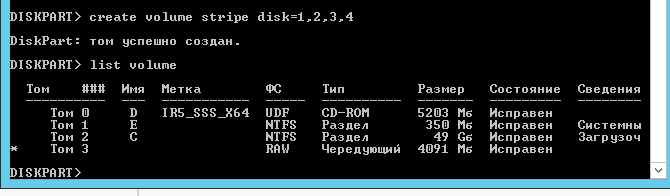 DISKPART> create volume stripe disk=1,2,3,4
DiskPart: том успешно создан.
DISKPART> list volume
Том ### Имя Метка ФС Тип Размер Состояние Сведения
---------- --- ----------- ----- ---------- ------- --------- --------
Том 0 D IR5_SSS_X64 UDF CD-ROM 5203 Мб Исправен
Том 1 E NTFS Раздел 350 Мб Исправен Системны
Том 2 C NTFS Раздел 49 Gб Исправен Загрузоч
* Том 3 RAW Чередующий 4091 Мб Исправен
DISKPART>